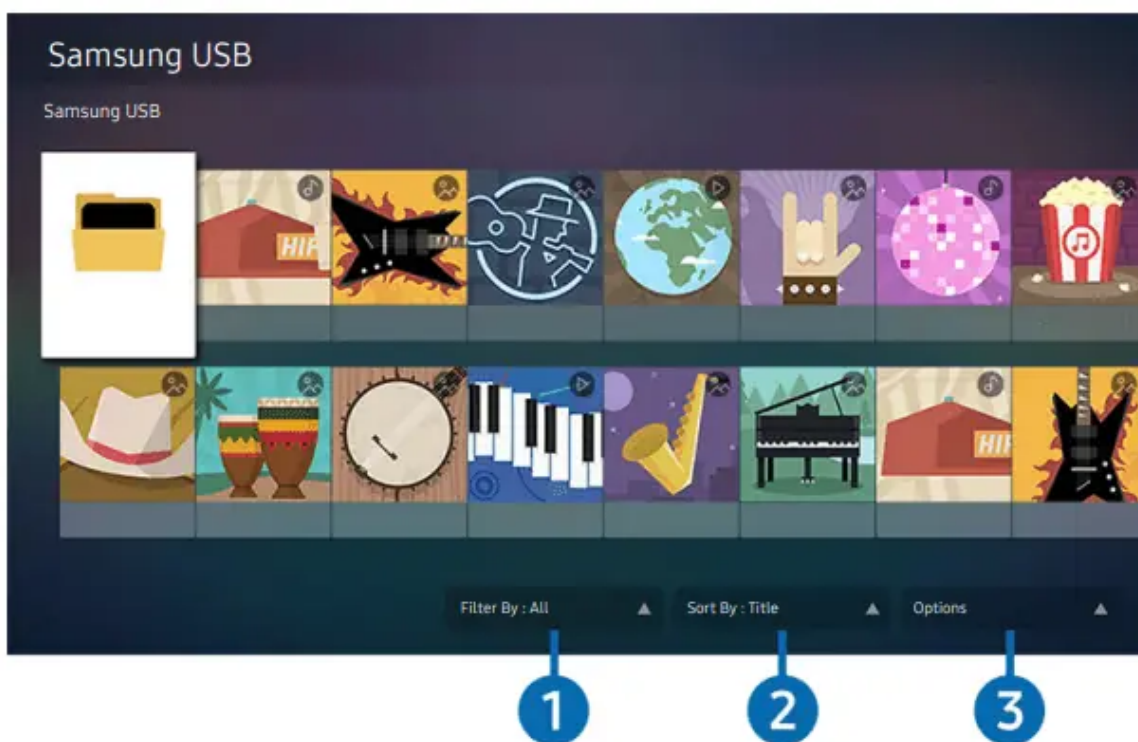 Samsung USB
Samsung USB
HIP
HIP
Filter By : All
Sort By : Title
Options
1
2
3